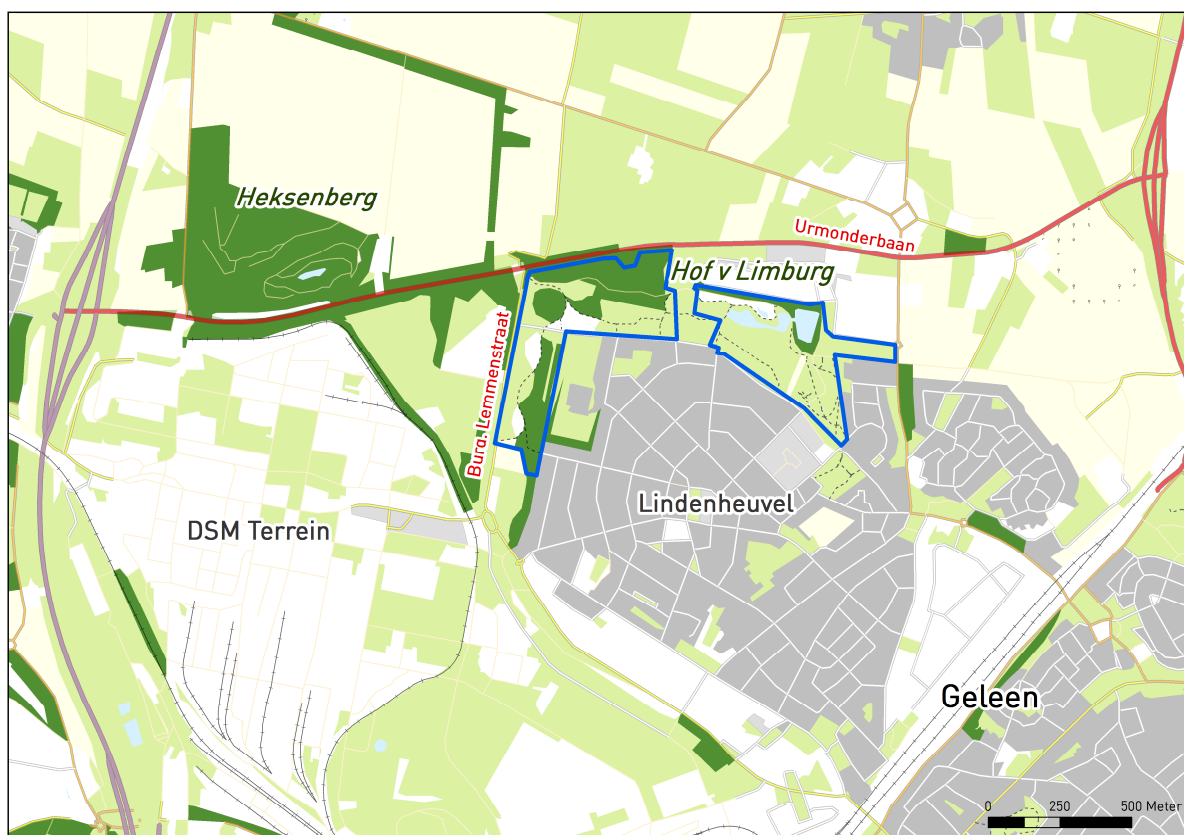 Heksenberg
Urmonderbaan
Hof v Limburg
Burg. Lemmenstraat
Lindenheuvel
DSM Terrein
Geleen
0 250 500 Meter